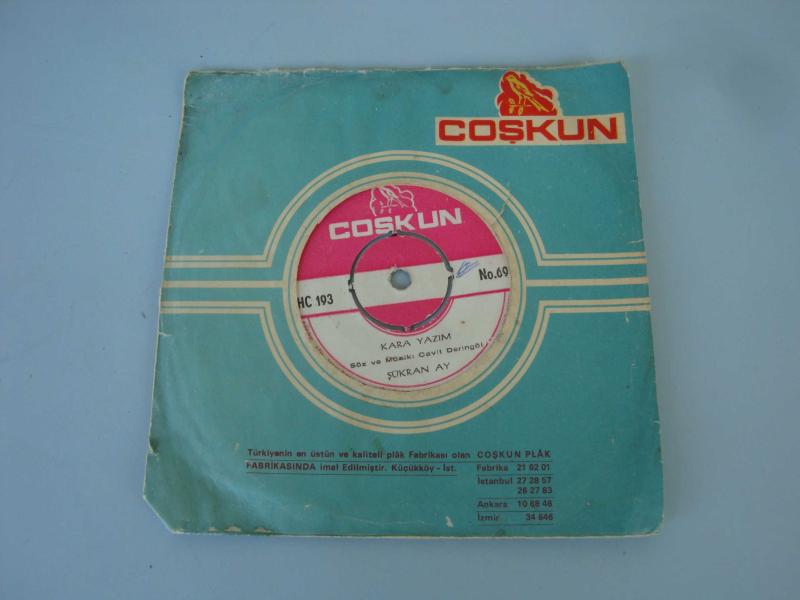 COŞKUN
COŞKUN
HC 193
No.69
KARA YAZIM
Söz ve Müzik: Cavit Deringöl
ŞÜKRAN AY
Türkiyenin en üstün ve kaliteli plâk Fabrikası olan COŞKUN PLÂK
FABRİKASINDA imal Edilmiştir. Küçükköy - İst.
Fabrika 21 62 01
İstanbul 27 28 57
26 27 83
Ankara 10 68 46
İzmir 34 646